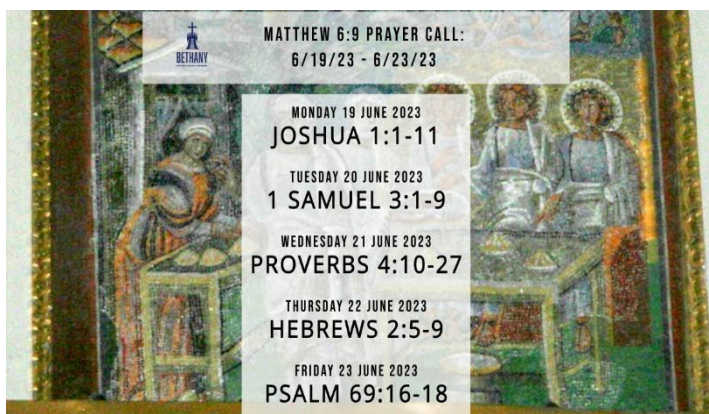 MATTHEW 6:9 PRAYER CALL:
6/19/23 - 6/23/23
BETHANY
MONDAY 19 JUNE 2023
JOSHUA 1:1-11
TUESDAY 20 JUNE 2023
1 SAMUEL 3:1-9
WEDNESDAY 21 JUNE 2023
PROVERBS 4:10-27
THURSDAY 22 JUNE 2023
HEBREWS 2:5-9
FRIDAY 23 JUNE 2023
PSALM 69:16-18